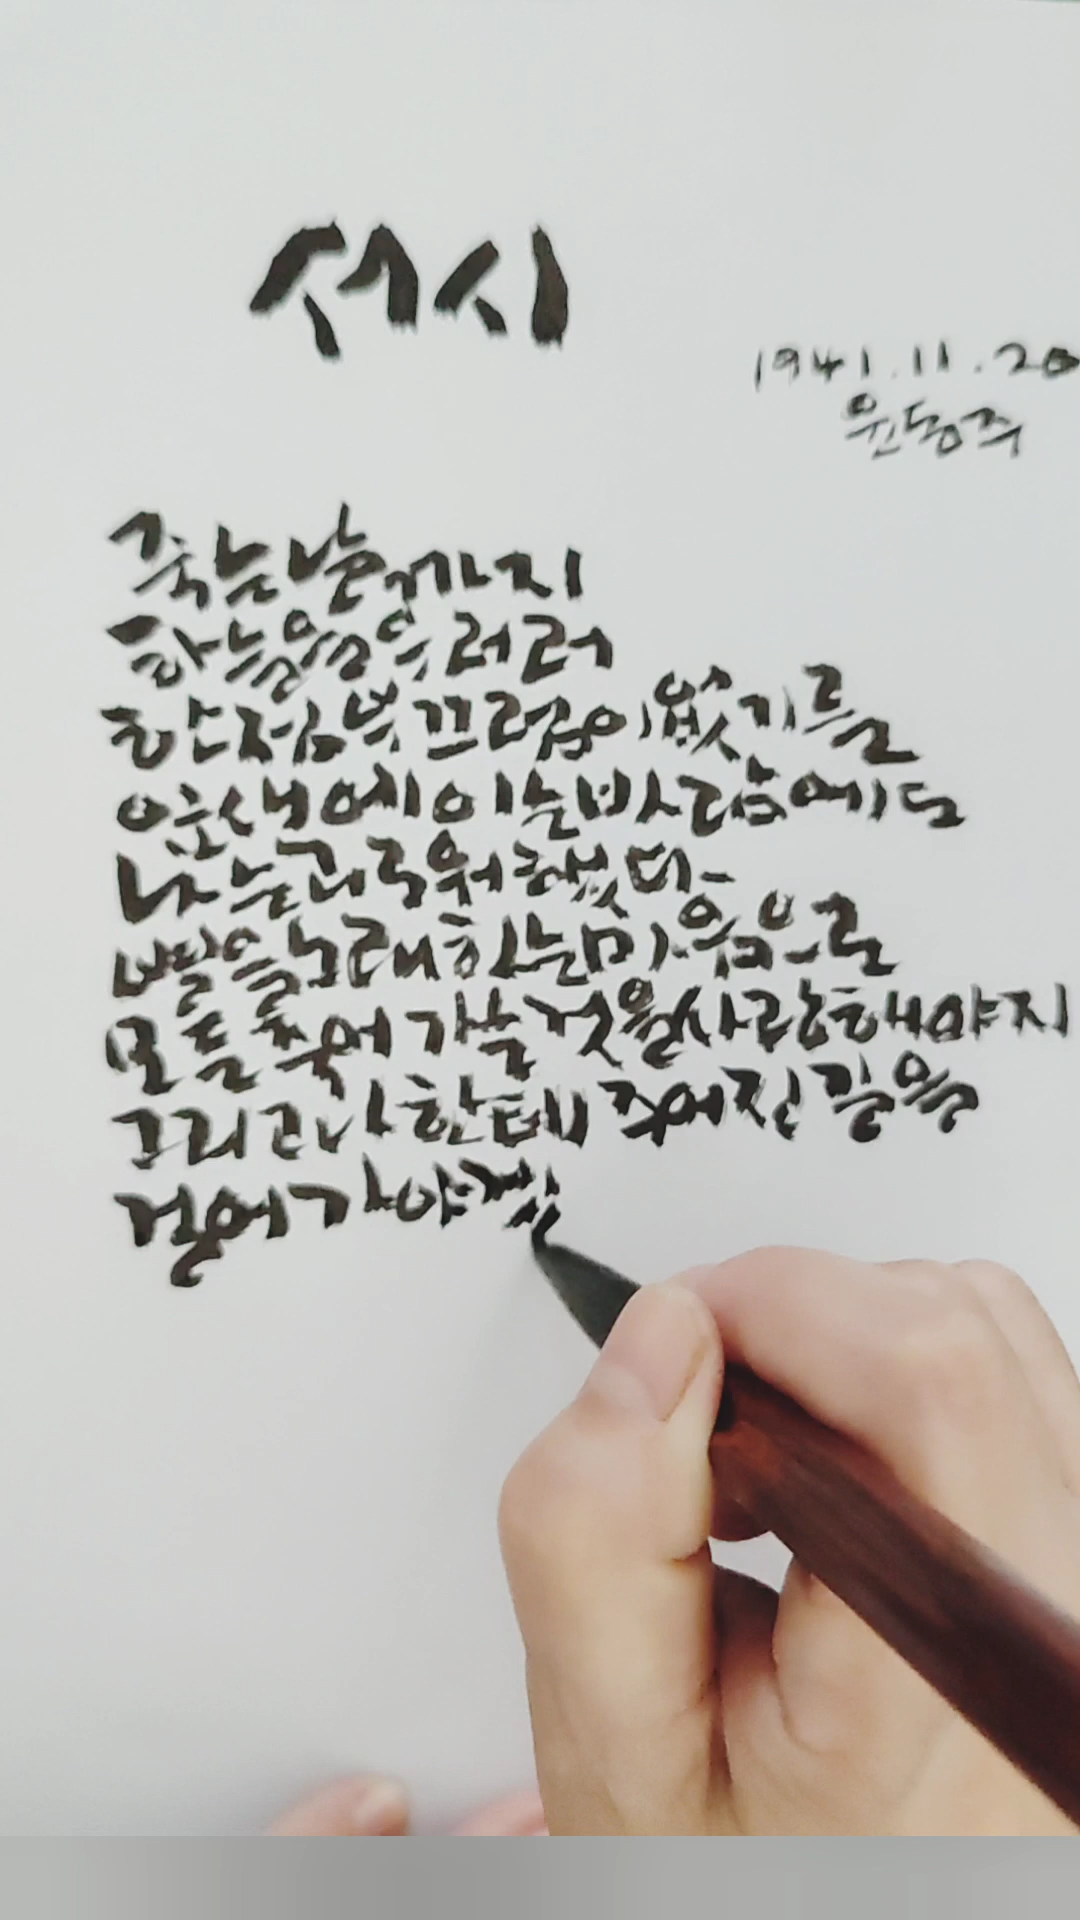 서시
1941.11.20
윤동주
죽는 날까지
하늘을 우러러
한점 부끄럼이 없기를
잎새에 이는 바람에도
나는 괴로워했다
별을 노래하는 마음으로
모든 죽어가는 것을 사랑해야지
그리고 나한테 주어진 길을
걸어가야겠